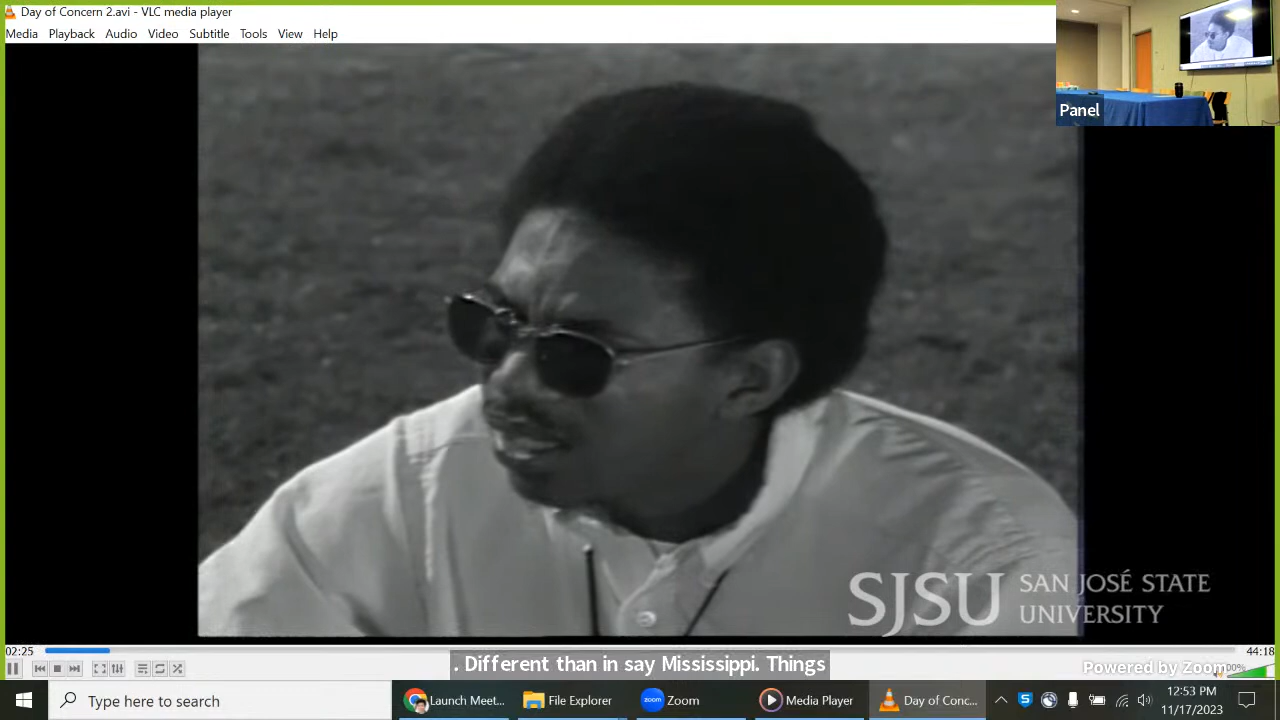 Day of Concern 2.avi - VLC media player
Media Playback Audio Video Subtitle Tools View Help
Panel
SJSU SAN JOSÉ STATE
UNIVERSITY
02:25
44:18
. Different than in say Mississippi. Things
Powered by Zoom
Type here to search
Launch Meet...
File Explorer
Zoom
Media Player
Day of Conc...
12:53 PM
11/17/2023